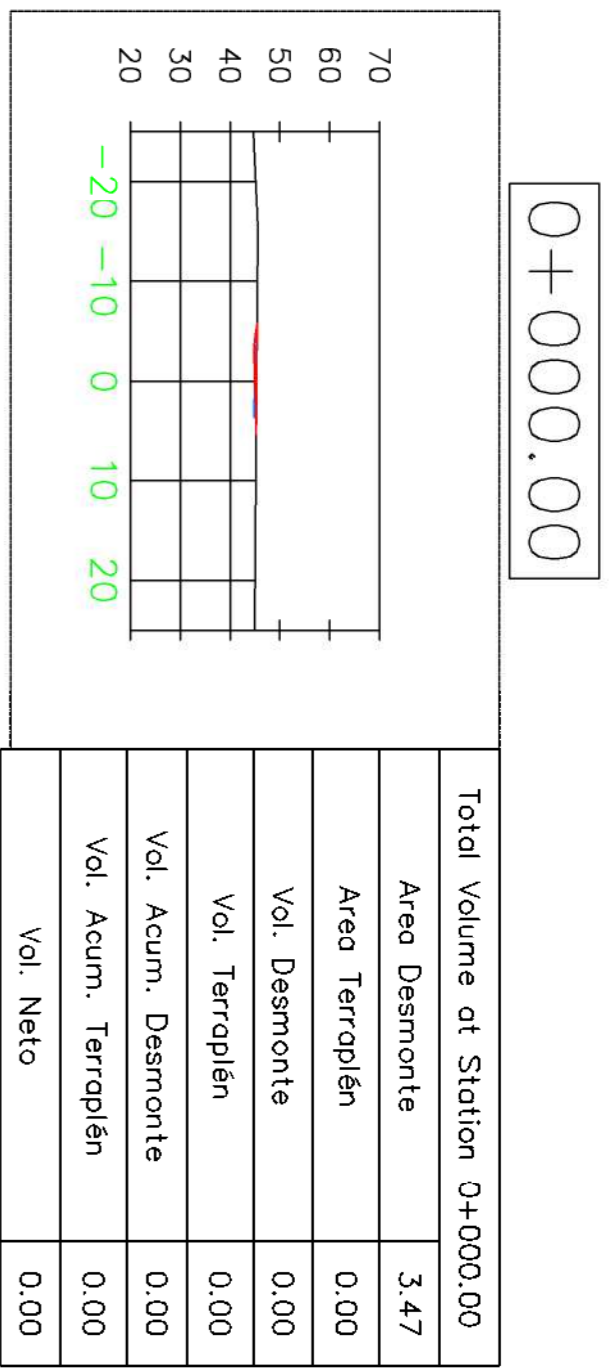 0+000.00
70
60
50
40
30
20
-20 -10 0 10 20
Total Volume at Station 0+000.00
Area Desmonte 3.47
Area Terraplén 0.00
Vol. Desmonte 0.00
Vol. Terraplén 0.00
Vol. Acum. Desmonte 0.00
Vol. Acum. Terraplén 0.00
Vol. Neto 0.00